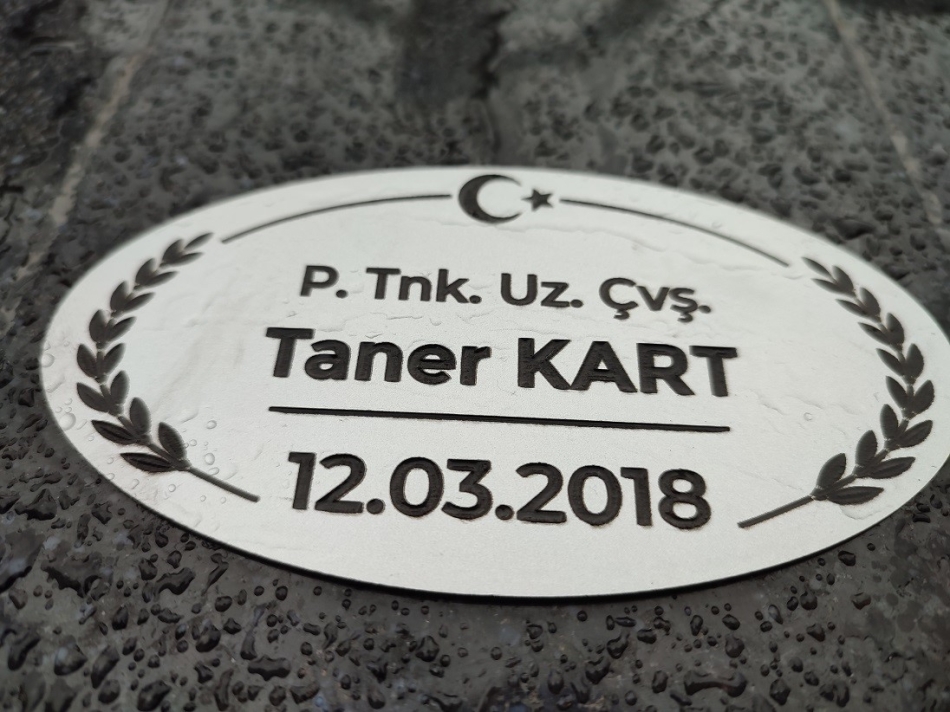 P. Tnk. Uz. Çvş.
Taner KART
12.03.2018